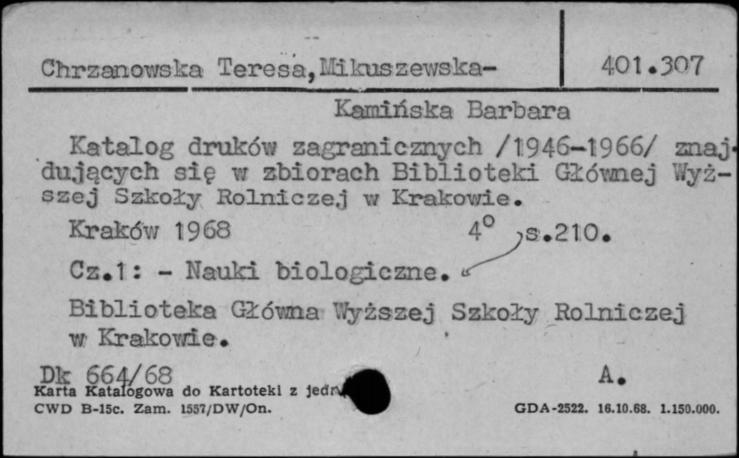 Chrzanowska Teresa, Mikuszewska- 401.307
Kamińska Barbara
Katalog druków zagranicznych /1946-1966/ znaj-
dujących się w zbiorach Biblioteki Głównej Wyż-
szej Szkoły Rolniczej w Krakowie.
Kraków 1968 4° s.210.
Cz.1: - Nauki biologiczne.
Biblioteka Główna Wyższej Szkoły Rolniczej
w Krakowie.
Dk 664/68 A.
Karta Katalogowa do Kartoteki z
CWD B-15c. Zam. 1557/DW/On. GDA-2522. 16.10.68. 1.150.000.